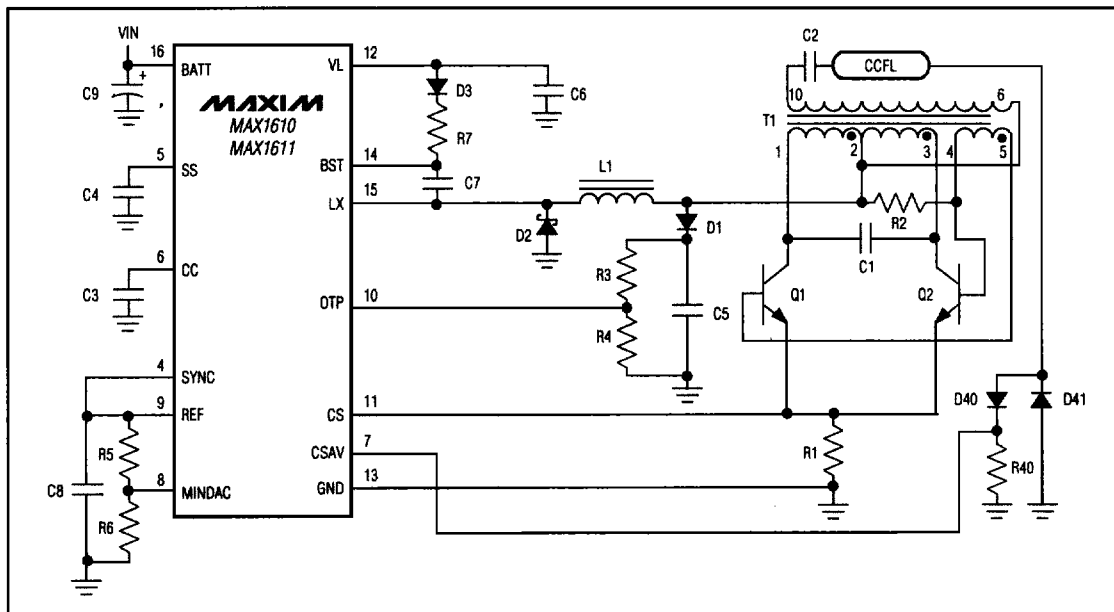 VIN
16
BATT
C9
+
MAXIM
MAX1610
MAX1611
12
VL
D3
R7
C6
14
BST
C7
15
LX
5
SS
C4
6
CC
C3
10
OTP
4
SYNC
9
REF
R5
C8
8
MINDAC
R6
11
CS
7
CSAV
13
GND
L1
D2
D1
R3
R4
C5
C2
CCFL
10
6
T1
1
2
3
4
5
R2
C1
Q1
Q2
R1
D40
D41
R40